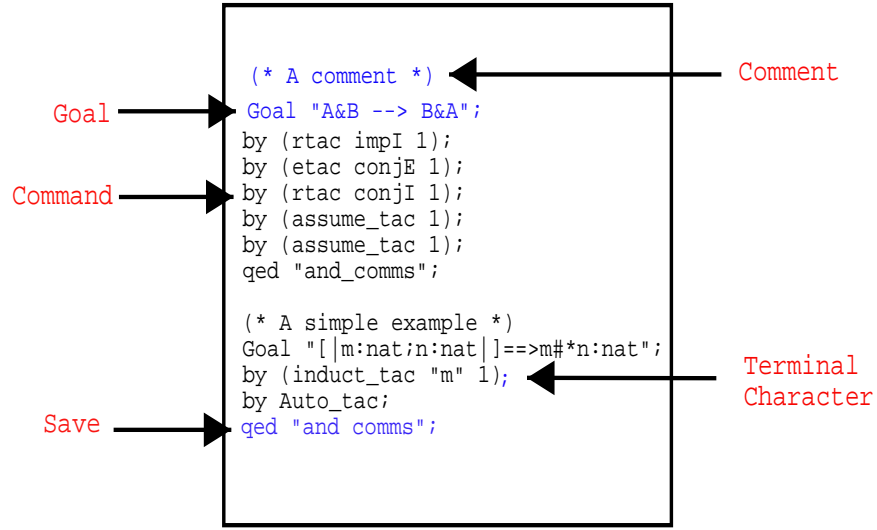 (* A comment *)
Comment
Goal
Goal "A&B --> B&A";
by (rtac impI 1);
by (etac conjE 1);
Command
by (rtac conjI 1);
by (assume_tac 1);
by (assume_tac 1);
qed "and_comms";
(* A simple example *)
Goal "[|m:nat;n:nat|]==>m#*n:nat";
by (induct_tac "m" 1);
Terminal
Character
by Auto_tac;
Save
qed "and comms";